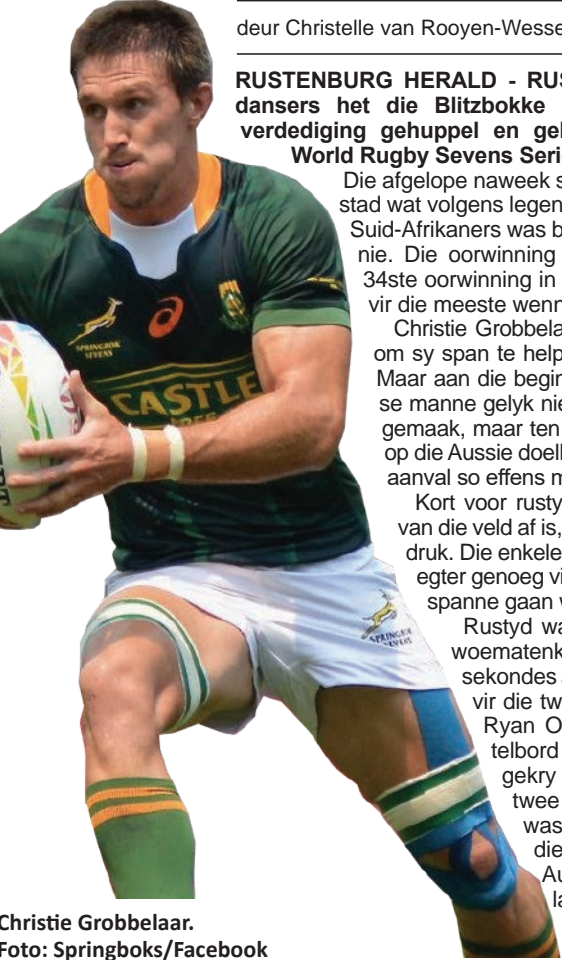 deur Christelle van Rooyen-Wesse
RUSTENBURG HERALD - RUS
dansers het die Blitzbokke
verdediging gehuppel en gel
World Rugby Sevens Serie
Die afgelope naweek s
stad wat volgens legen
Suid-Afrikaners was b
nie. Die oorwinning
34ste oorwinning in
vir die meeste wenn
Christie Grobbela
om sy span te help
Maar aan die begin
se manne gelyk nie
gemaak, maar ten
op die Aussie doell
aanval so effens m
Kort voor rusty
van die veld af is,
druk. Die enkele
egter genoeg vi
spanne gaan w
Rustyd wa
woematenk
sekondes
vir die tw
Ryan O
telbord
gekry
twee
was
die
Au
la
SPRINGBOK
SEVENS
CASTLE
FREE
SPRINGBOK
SEVENS
Christie Grobbelaar.
Foto: Springboks/Facebook